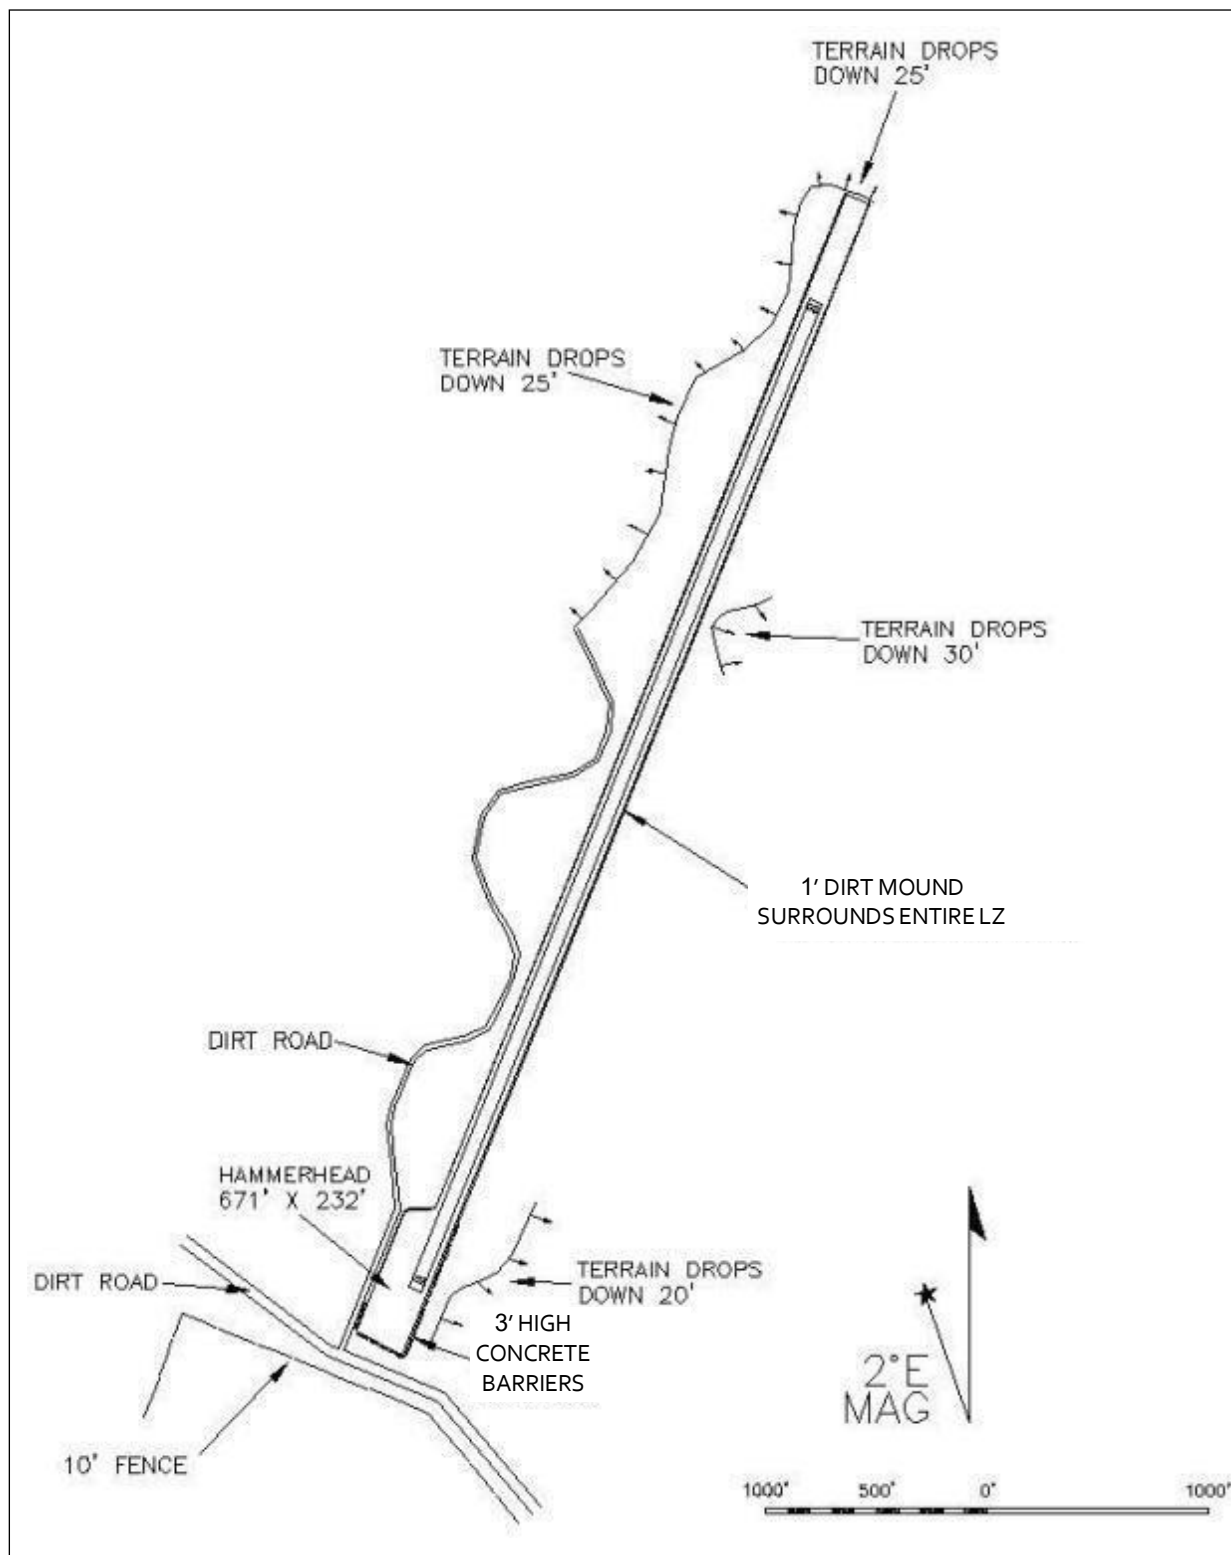 TERRAIN DROPS
DOWN 25'
TERRAIN DROPS
DOWN 25'
TERRAIN DROPS
DOWN 30'
1' DIRT MOUND
SURROUNDS ENTIRE LZ
DIRT ROAD
HAMMERHEAD
671' X 232'
DIRT ROAD
TERRAIN DROPS
DOWN 20'
3' HIGH
CONCRETE
BARRIERS
2°E
MAG
10' FENCE
1000' 500' 0' 1000'